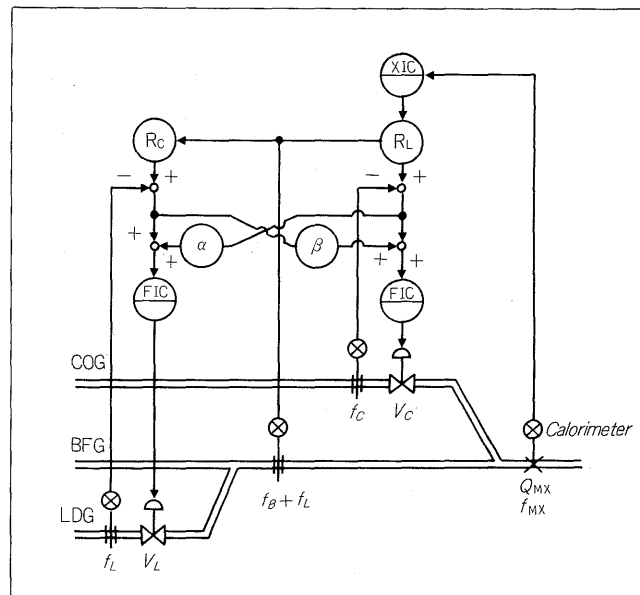 XIC
Rc RL
− + − +
α β
+ + + +
FIC FIC
COG
fC VC
BFG Calorimeter
fB + fL QMX
fMX
LDG
fL VL